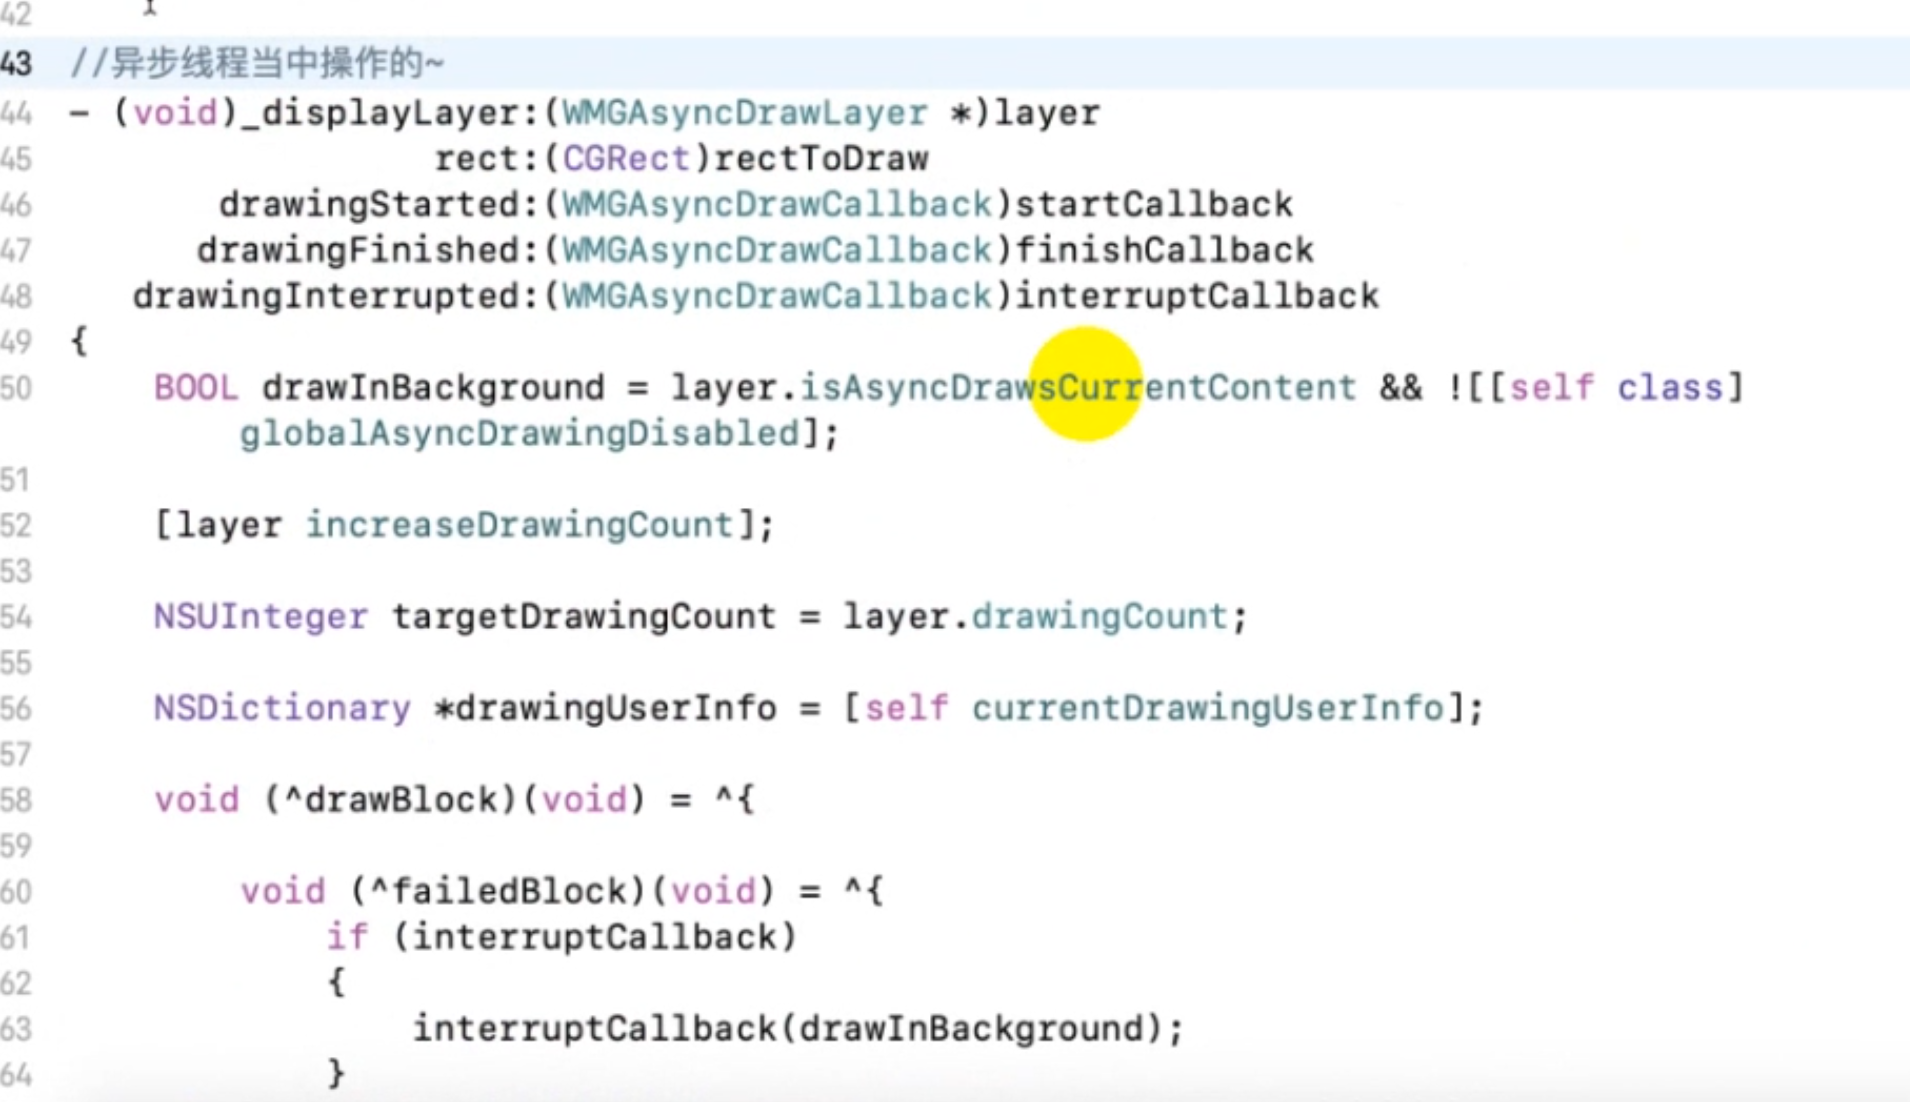 42
43 //异步线程当中操作的~
44 - (void)_displayLayer:(WMGAsyncDrawLayer *)layer
45 rect:(CGRect)rectToDraw
46 drawingStarted:(WMGAsyncDrawCallback)startCallback
47 drawingFinished:(WMGAsyncDrawCallback)finishCallback
48 drawingInterrupted:(WMGAsyncDrawCallback)interruptCallback
49 {
50 BOOL drawInBackground = layer.isAsyncDrawsCurrentContent && ![[self class]
globalAsyncDrawingDisabled];
51
52 [layer increaseDrawingCount];
53
54 NSUInteger targetDrawingCount = layer.drawingCount;
55
56 NSDictionary *drawingUserInfo = [self currentDrawingUserInfo];
57
58 void (^drawBlock)(void) = ^{
59
60 void (^failedBlock)(void) = ^{
61 if (interruptCallback)
62 {
63 interruptCallback(drawInBackground);
64 }